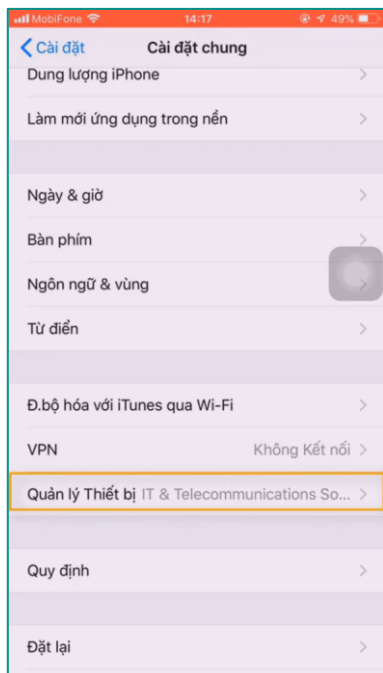 MobiFone 14:17 49%
Cài đặt Cài đặt chung
Dung lượng iPhone
Làm mới ứng dụng trong nền
Ngày & giờ
Bàn phím
Ngôn ngữ & vùng
Từ điển
Đ.bộ hóa với iTunes qua Wi-Fi
VPN Không Kết nối
Quản lý Thiết bị IT & Telecommunications So...
Quy định
Đặt lại